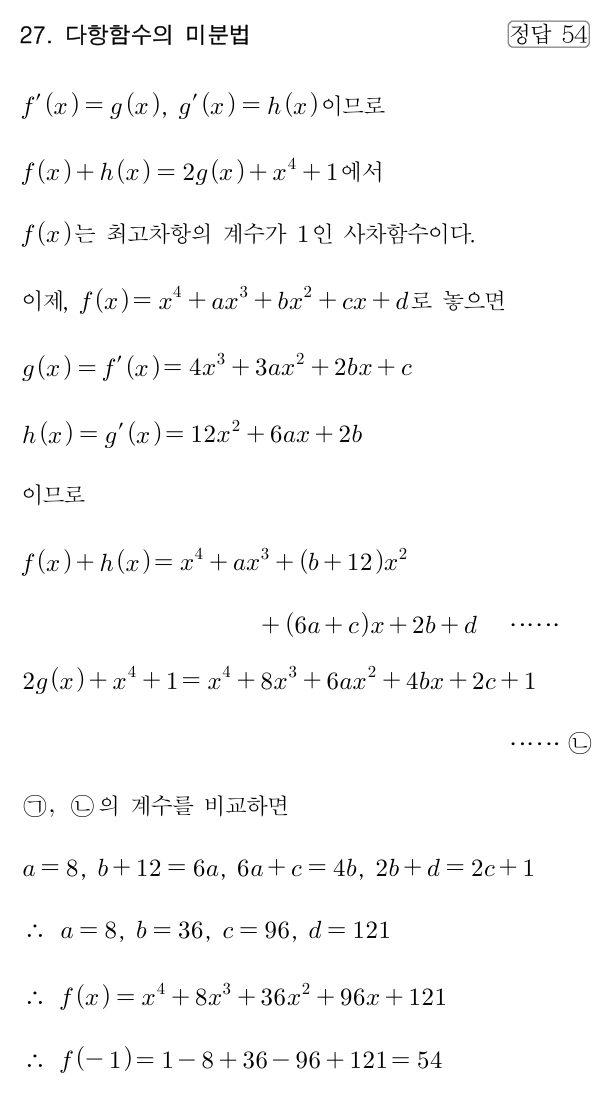 27. 다항함수의 미분법 정답 54
f′(x) = g(x), g′(x) = h(x)이므로
f(x) + h(x) = 2g(x) + x⁴ + 1에서
f(x)는 최고차항의 계수가 1인 사차함수이다.
이제, f(x) = x⁴ + ax³ + bx² + cx + d로 놓으면
g(x) = f′(x) = 4x³ + 3ax² + 2bx + c
h(x) = g′(x) = 12x² + 6ax + 2b
이므로
f(x) + h(x) = x⁴ + ax³ + (b + 12)x²
+ (6a + c)x + 2b + d ……
2g(x) + x⁴ + 1 = x⁴ + 8x³ + 6ax² + 4bx + 2c + 1
…… ㉡
㉠, ㉡의 계수를 비교하면
a = 8, b + 12 = 6a, 6a + c = 4b, 2b + d = 2c + 1
∴ a = 8, b = 36, c = 96, d = 121
∴ f(x) = x⁴ + 8x³ + 36x² + 96x + 121
∴ f(−1) = 1 − 8 + 36 − 96 + 121 = 54